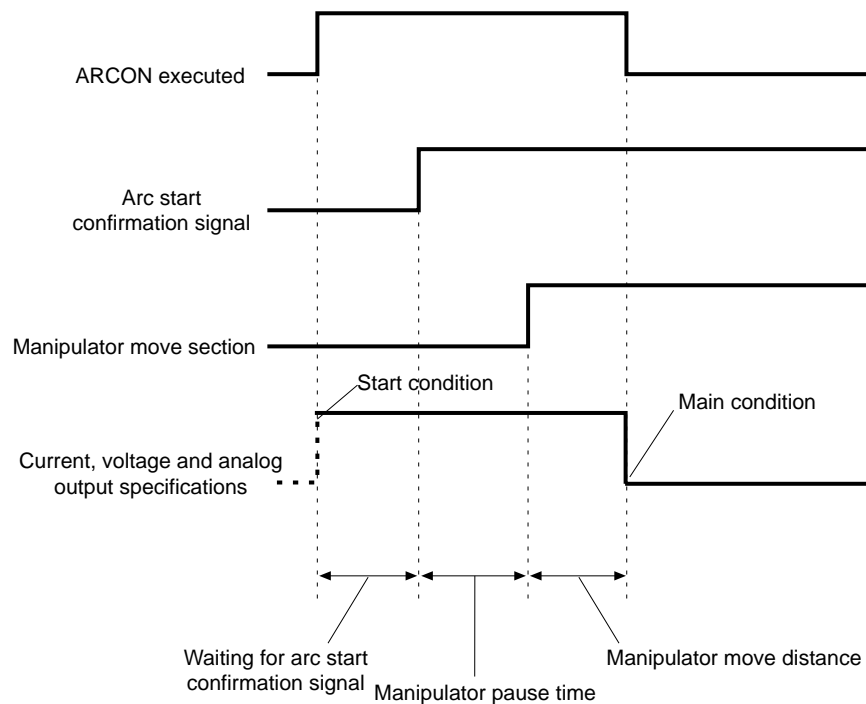 ARCON executed
Arc start
confirmation signal
Manipulator move section
Start condition
Main condition
Current, voltage and analog
output specifications
Waiting for arc start
confirmation signal
Manipulator pause time
Manipulator move distance